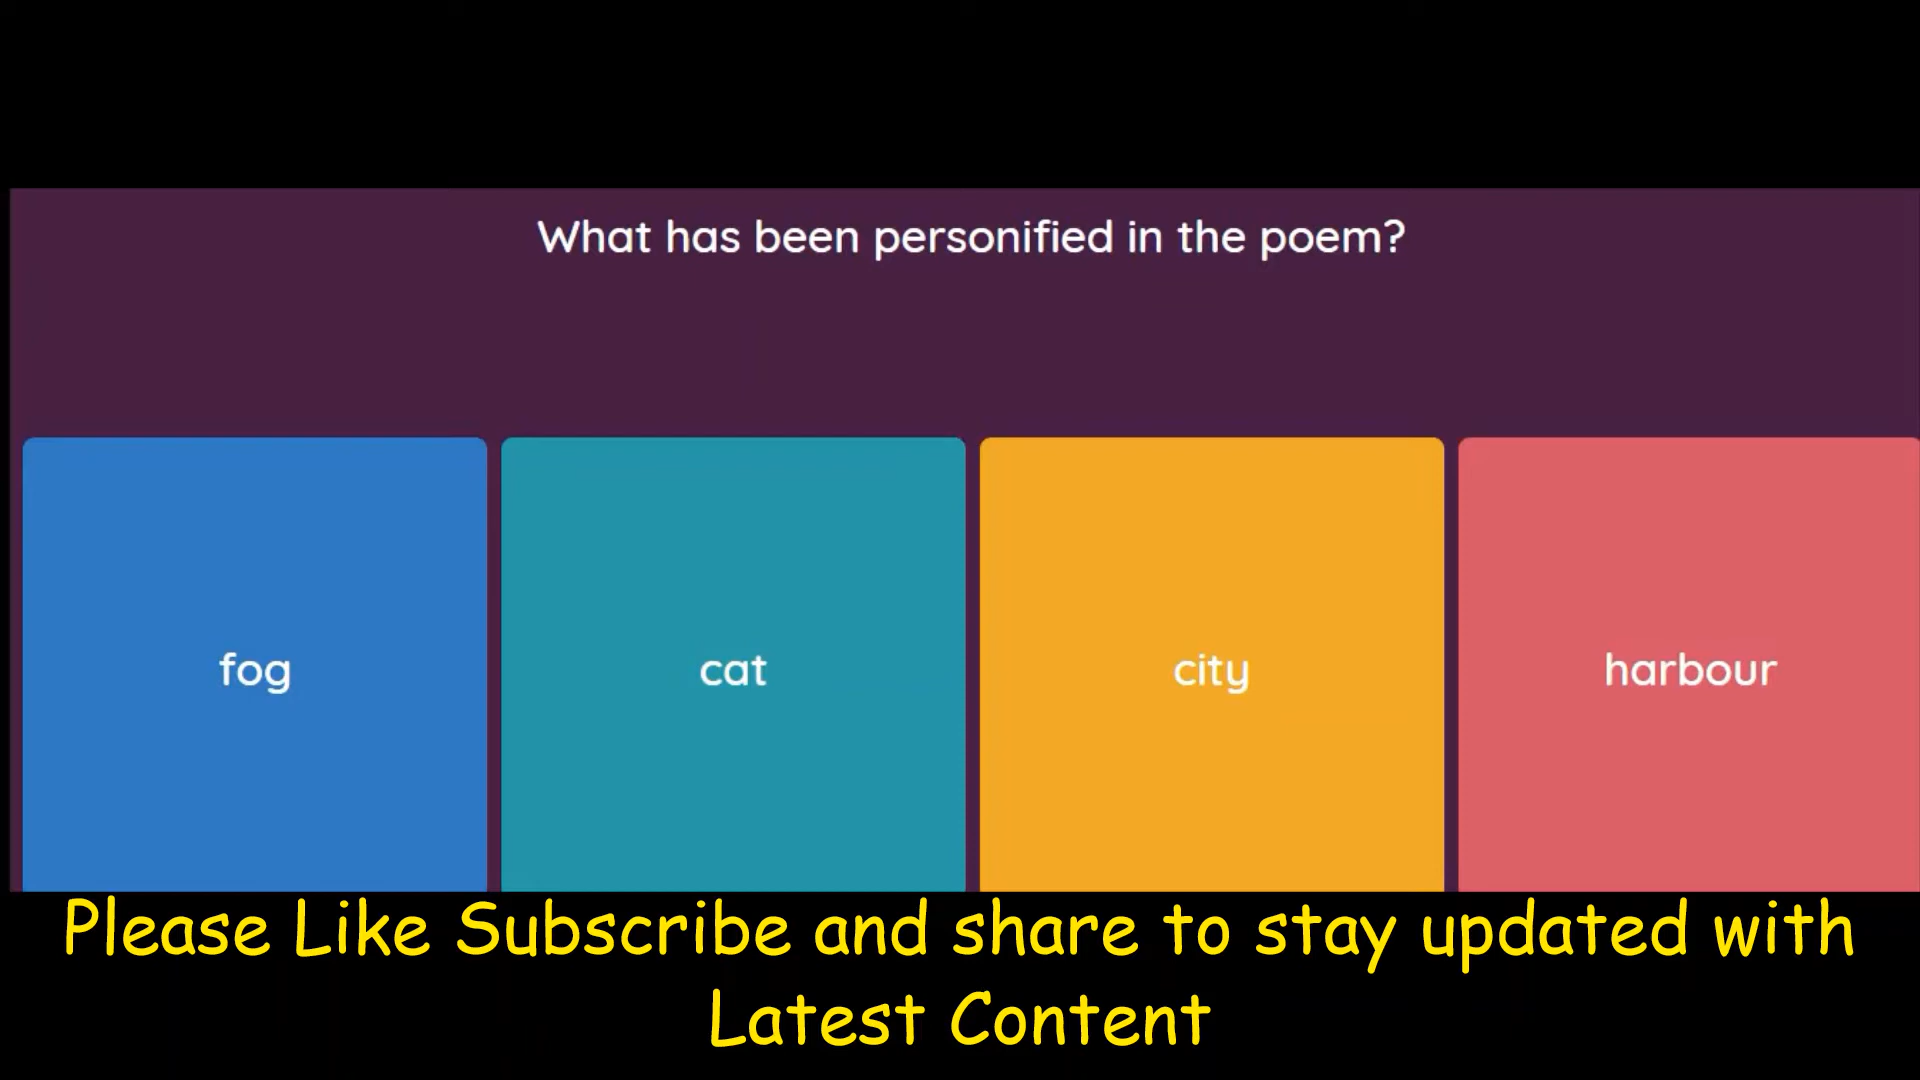 What has been personified in the poem?
fog
cat
city
harbour
Please Like Subscribe and share to stay updated with
Latest Content